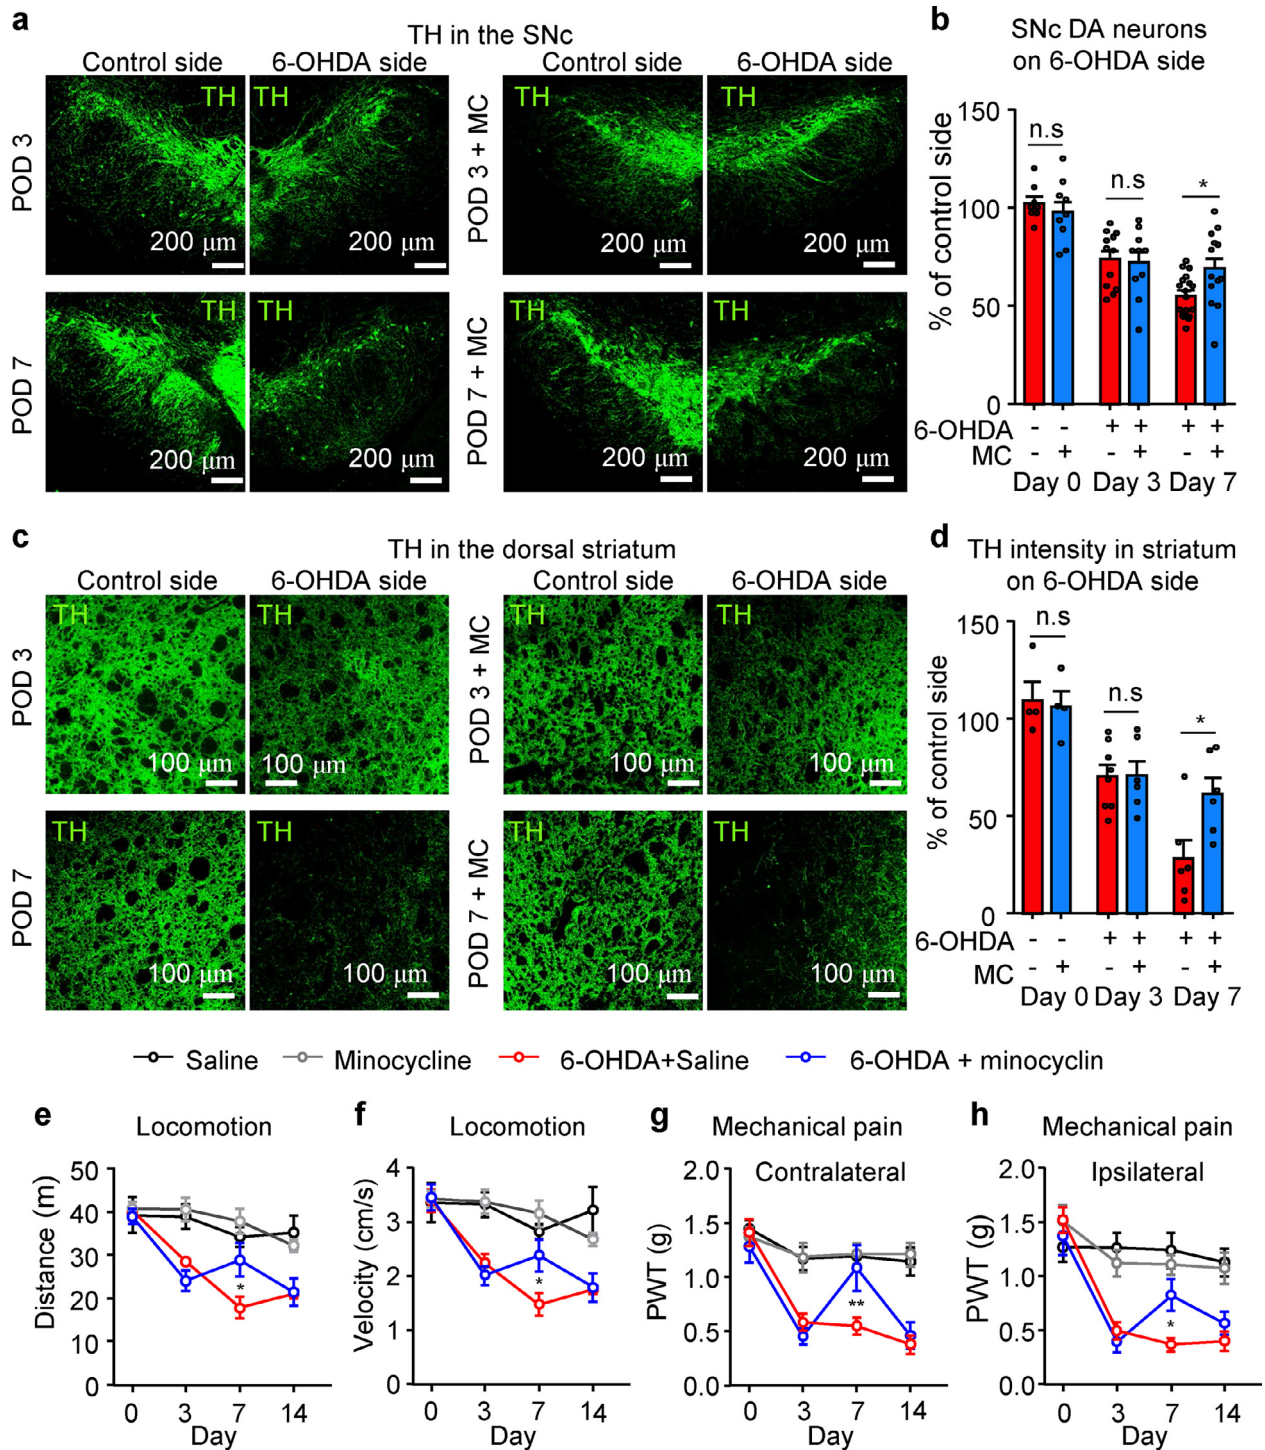 a
TH in the SNc
Control side 6-OHDA side Control side 6-OHDA side
POD 3
TH TH
200 μm 200 μm
POD 3 + MC
TH TH
200 μm 200 μm
POD 7
TH TH
200 μm 200 μm
POD 7 + MC
TH TH
200 μm 200 μm
b
SNc DA neurons
on 6-OHDA side
% of control side
150
100
50
0
n.s
n.s
*
6-OHDA - - + + + +
MC - + - + - +
Day 0 Day 3 Day 7
c
TH in the dorsal striatum
Control side 6-OHDA side Control side 6-OHDA side
POD 3
TH TH
100 μm 100 μm
POD 3 + MC
TH TH
100 μm 100 μm
POD 7
TH TH
100 μm 100 μm
POD 7 + MC
TH TH
100 μm 100 μm
d
TH intensity in striatum
on 6-OHDA side
% of control side
150
100
50
0
n.s
n.s
*
6-OHDA - - + + + +
MC - + - + - +
Day 0 Day 3 Day 7
Saline Minocycline 6-OHDA+Saline 6-OHDA + minocyclin
e
Locomotion
Distance (m)
50
40
30
20
10
0
*
0 3 7 14
Day
f
Locomotion
Velocity (cm/s)
4
3
2
1
0
*
0 3 7 14
Day
g
Mechanical pain
Contralateral
PWT (g)
2.0
1.5
1.0
0.5
0.0
**
0 3 7 14
Day
h
Mechanical pain
Ipsilateral
PWT (g)
2.0
1.5
1.0
0.5
0.0
*
0 3 7 14
Day